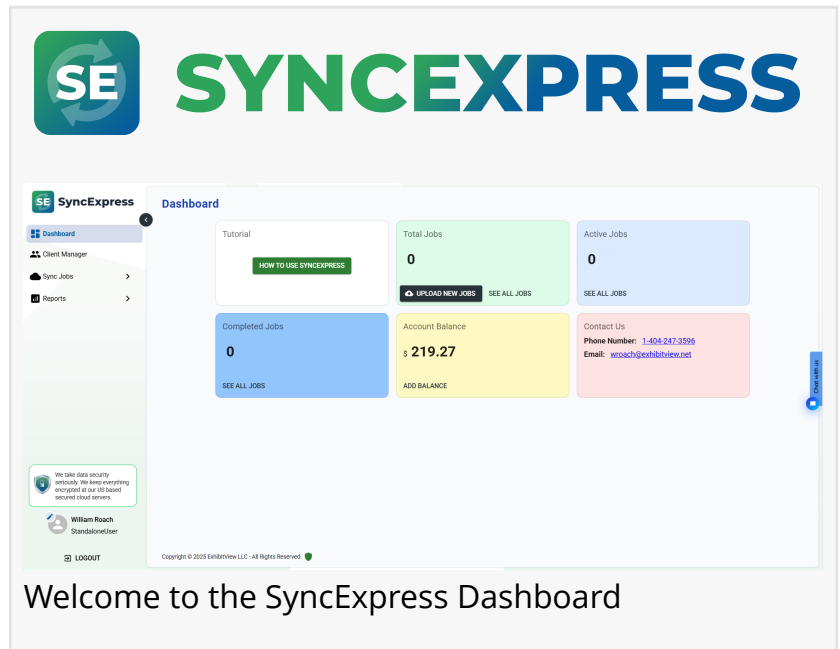 SE
SYNCEXPRESS
SE SyncExpress
Dashboard
Client Manager
Sync Jobs
Reports
We take data security
seriously. We keep everything
encrypted at our US based
secured cloud servers.
William Roach
StandaloneUser
LOGOUT
Dashboard
Tutorial
HOW TO USE SYNCEXPRESS
Total Jobs
0
UPLOAD NEW JOBS SEE ALL JOBS
Active Jobs
0
SEE ALL JOBS
Completed Jobs
0
SEE ALL JOBS
Account Balance
$ 219.27
ADD BALANCE
Contact Us
Phone Number: 1-404-247-3596
Email: wroach@exhibitview.net
Chat with us
Copyright © 2025 ExhibitView LLC - All Rights Reserved.
Welcome to the SyncExpress Dashboard